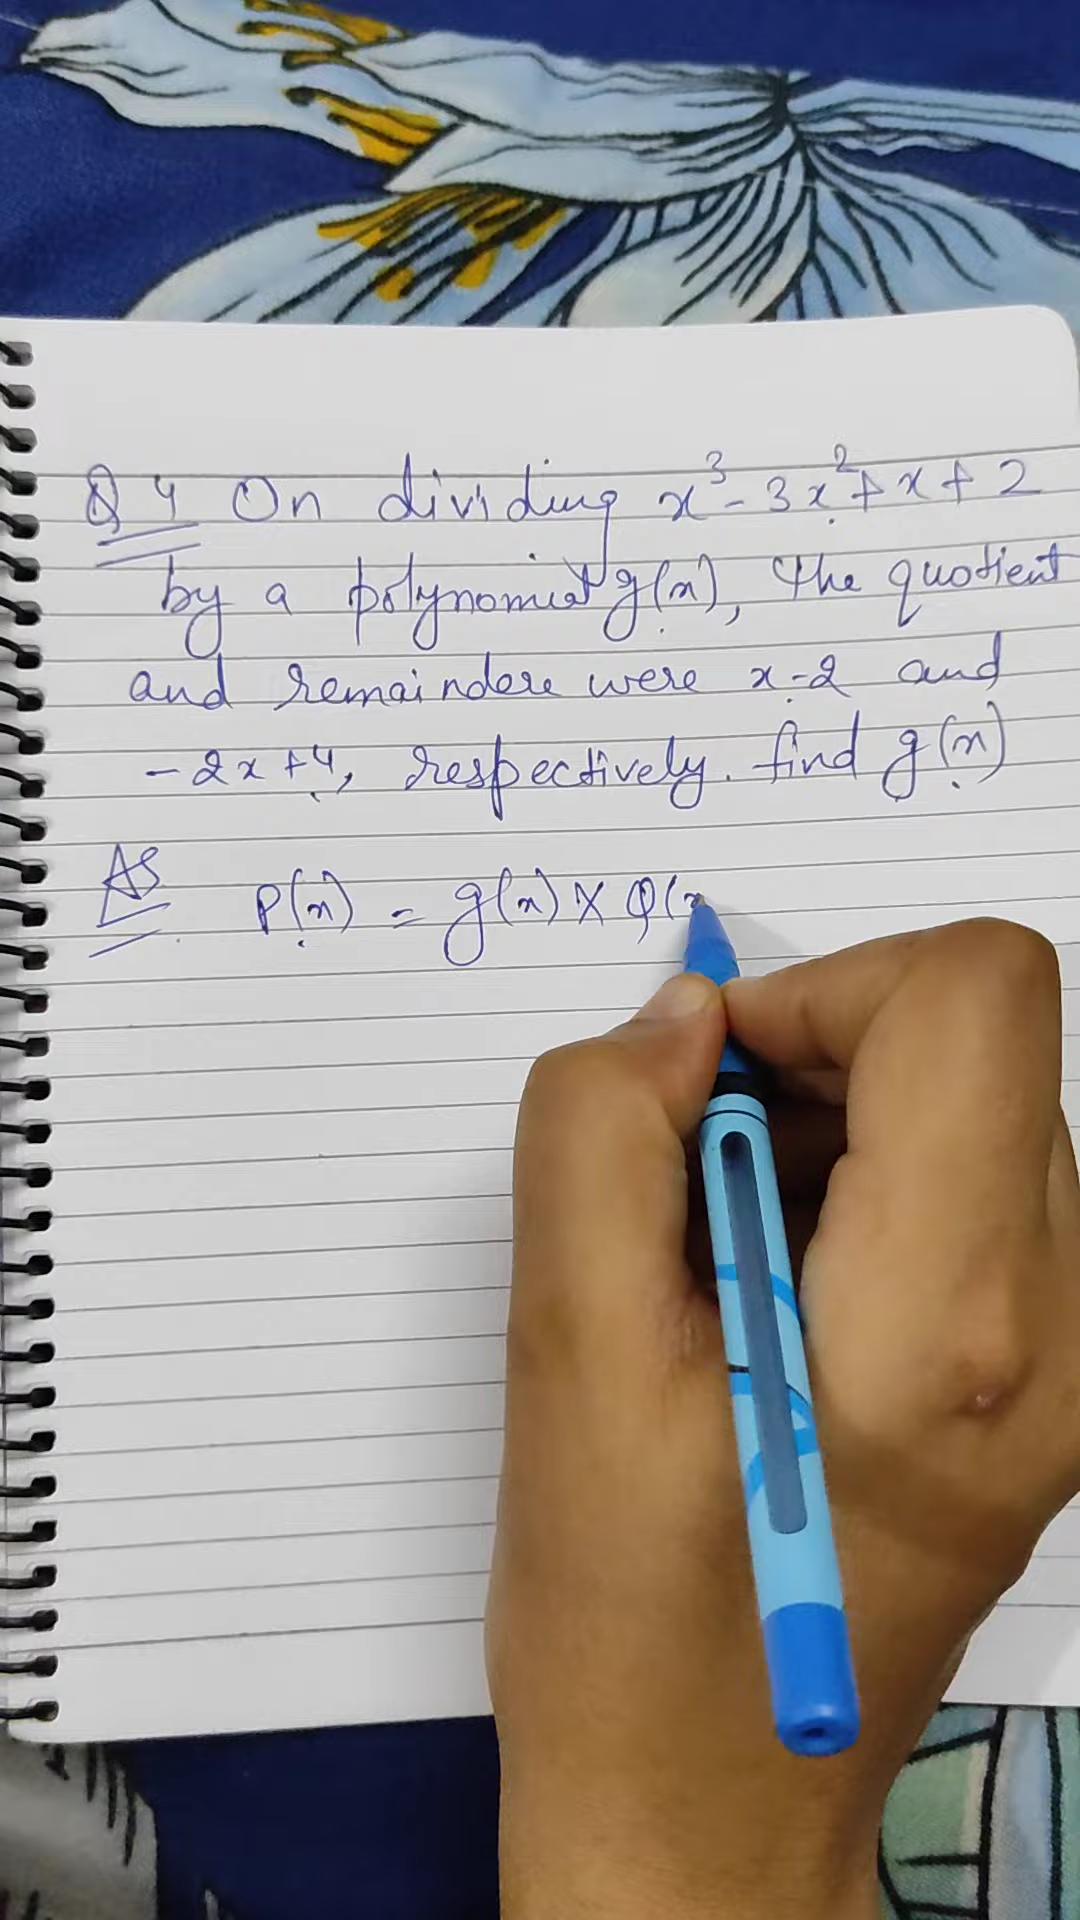 Q 4 On dividing x³ - 3x² + x + 2
by a polynomial g(x), the quotient
and remaindere were x-2 and
-2x+4, respectively. find g(x)
AS P(x) = g(x) X Q(x